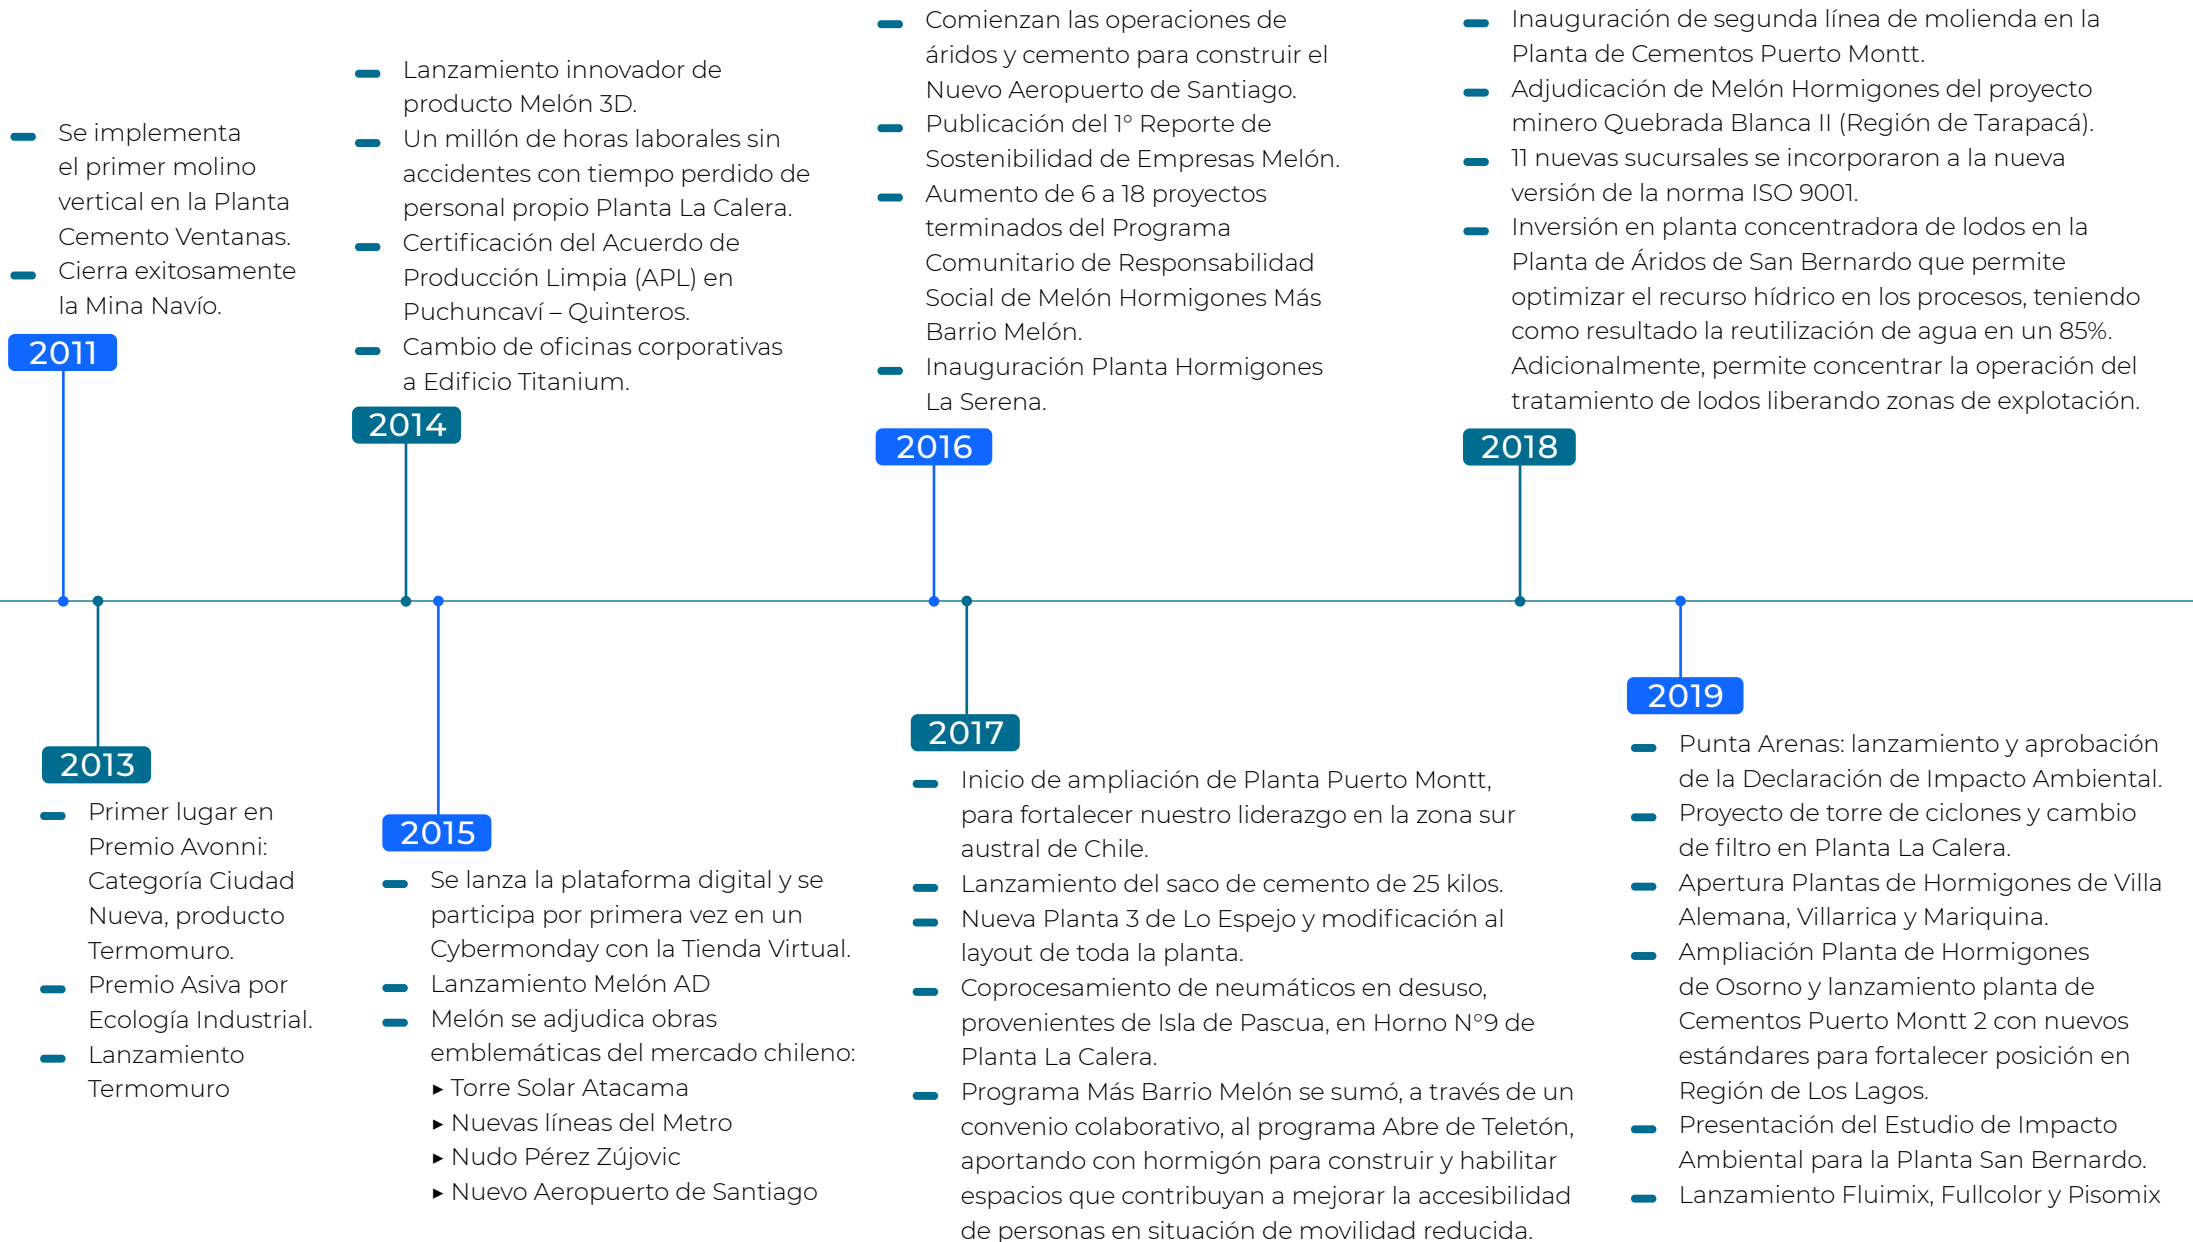 Se implementa
el primer molino
vertical en la Planta
Cemento Ventanas.
Cierra exitosamente
la Mina Navío.
2011
Lanzamiento innovador de
producto Melón 3D.
Un millón de horas laborales sin
accidentes con tiempo perdido de
personal propio Planta La Calera.
Certificación del Acuerdo de
Producción Limpia (APL) en
Puchuncaví – Quinteros.
Cambio de oficinas corporativas
a Edificio Titanium.
2014
Comienzan las operaciones de
áridos y cemento para construir el
Nuevo Aeropuerto de Santiago.
Publicación del 1° Reporte de
Sostenibilidad de Empresas Melón.
Aumento de 6 a 18 proyectos
terminados del Programa
Comunitario de Responsabilidad
Social de Melón Hormigones Más
Barrio Melón.
Inauguración Planta Hormigones
La Serena.
2016
Inauguración de segunda línea de molienda en la
Planta de Cementos Puerto Montt.
Adjudicación de Melón Hormigones del proyecto
minero Quebrada Blanca II (Región de Tarapacá).
11 nuevas sucursales se incorporaron a la nueva
versión de la norma ISO 9001.
Inversión en planta concentradora de lodos en la
Planta de Áridos de San Bernardo que permite
optimizar el recurso hídrico en los procesos, teniendo
como resultado la reutilización de agua en un 85%.
Adicionalmente, permite concentrar la operación del
tratamiento de lodos liberando zonas de explotación.
2018
2013
Primer lugar en
Premio Avonni:
Categoría Ciudad
Nueva, producto
Termomuro.
Premio Asiva por
Ecología Industrial.
Lanzamiento
Termomuro
2015
Se lanza la plataforma digital y se
participa por primera vez en un
Cybermonday con la Tienda Virtual.
Lanzamiento Melón AD
Melón se adjudica obras
emblemáticas del mercado chileno:
▸ Torre Solar Atacama
▸ Nuevas líneas del Metro
▸ Nudo Pérez Zújovic
▸ Nuevo Aeropuerto de Santiago
2017
Inicio de ampliación de Planta Puerto Montt,
para fortalecer nuestro liderazgo en la zona sur
austral de Chile.
Lanzamiento del saco de cemento de 25 kilos.
Nueva Planta 3 de Lo Espejo y modificación al
layout de toda la planta.
Coprocesamiento de neumáticos en desuso,
provenientes de Isla de Pascua, en Horno N°9 de
Planta La Calera.
Programa Más Barrio Melón se sumó, a través de un
convenio colaborativo, al programa Abre de Teletón,
aportando con hormigón para construir y habilitar
espacios que contribuyan a mejorar la accesibilidad
de personas en situación de movilidad reducida.
2019
Punta Arenas: lanzamiento y aprobación
de la Declaración de Impacto Ambiental.
Proyecto de torre de ciclones y cambio
de filtro en Planta La Calera.
Apertura Plantas de Hormigones de Villa
Alemana, Villarrica y Mariquina.
Ampliación Planta de Hormigones
de Osorno y lanzamiento planta de
Cementos Puerto Montt 2 con nuevos
estándares para fortalecer posición en
Región de Los Lagos.
Presentación del Estudio de Impacto
Ambiental para la Planta San Bernardo.
Lanzamiento Fluimix, Fullcolor y Pisomix